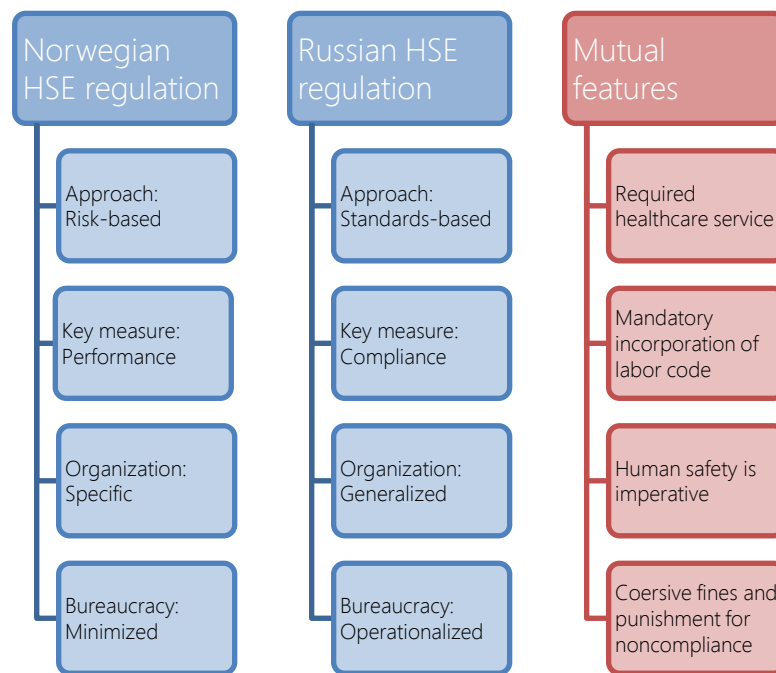 Norwegian
HSE regulation
Approach:
Risk-based
Key measure:
Performance
Organization:
Specific
Bureaucracy:
Minimized
Russian HSE
regulation
Approach:
Standards-based
Key measure:
Compliance
Organization:
Generalized
Bureaucracy:
Operationalized
Mutual
features
Required
healthcare service
Mandatory
incorporation of
labor code
Human safety is
imperative
Coersive fines and
punishment for
noncompliance